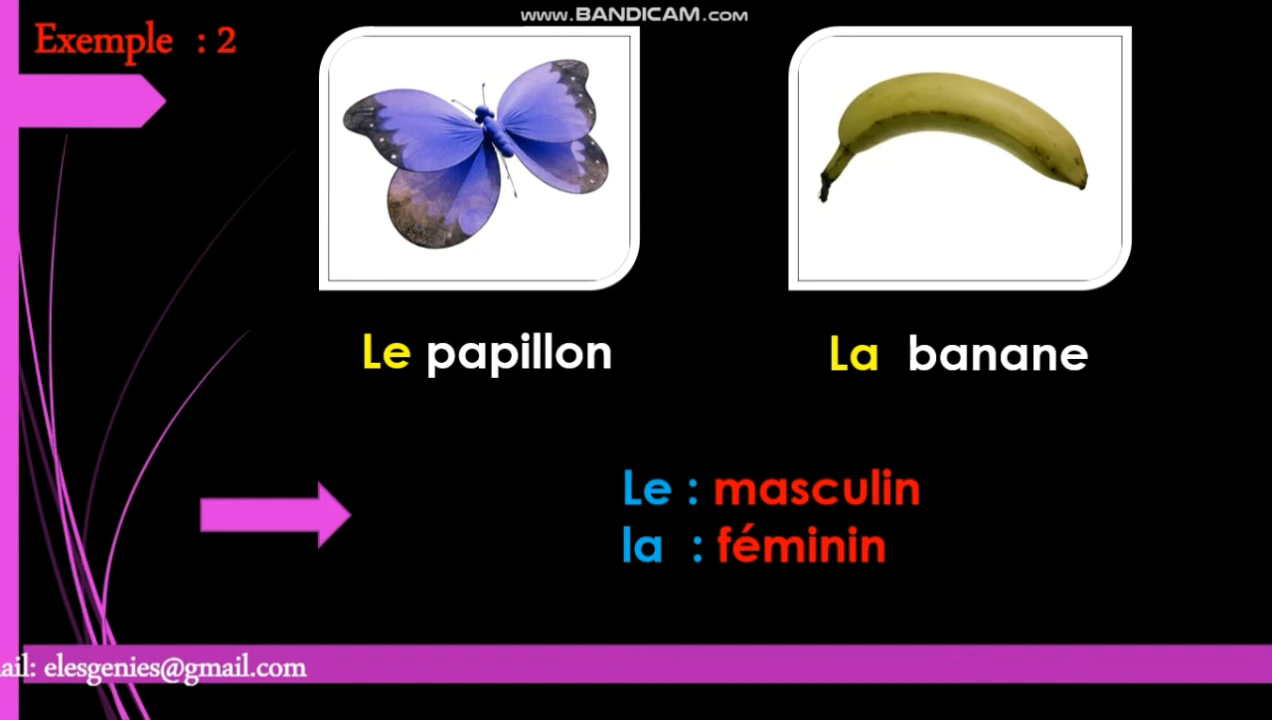 www.BANDICAM.com
Exemple : 2
Le papillon
La banane
Le : masculin
la : féminin
ail: elesgenies@gmail.com